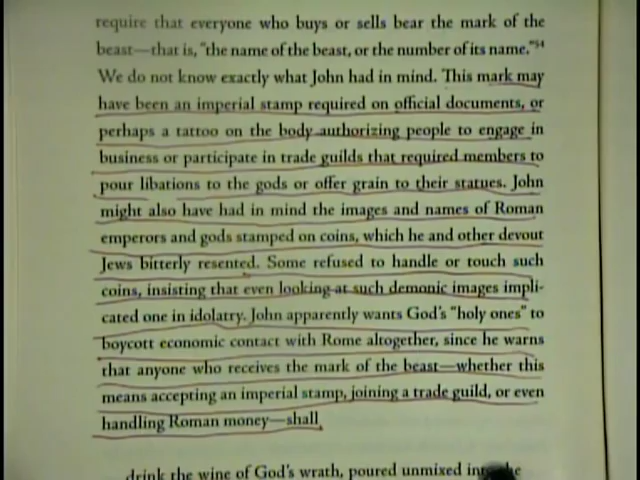 require that everyone who buys or sells bear the mark of the
beast—that is, "the name of the beast, or the number of its name."54
We do not know exactly what John had in mind. This mark may
have been an imperial stamp required on official documents, or
perhaps a tattoo on the body authorizing people to engage in
business or participate in trade guilds that required members to
pour libations to the gods or offer grain to their statues. John
might also have had in mind the images and names of Roman
emperors and gods stamped on coins, which he and other devout
Jews bitterly resented. Some refused to handle or touch such
coins, insisting that even looking at such demonic images impli-
cated one in idolatry. John apparently wants God's "holy ones" to
boycott economic contact with Rome altogether, since he warns
that anyone who receives the mark of the beast—whether this
means accepting an imperial stamp, joining a trade guild, or even
handling Roman money—shall,
drink the wine of God's wrath, poured unmixed